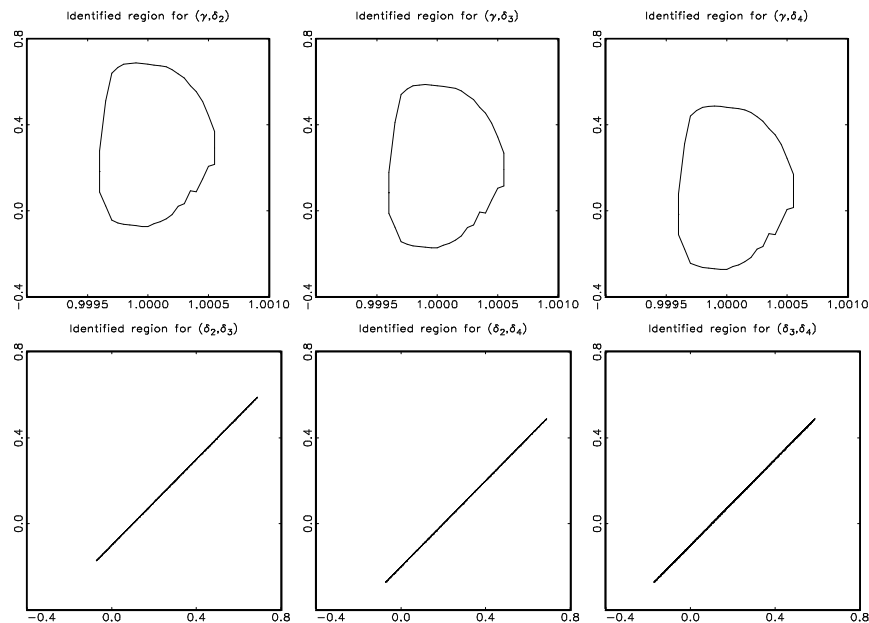 Identified region for (γ,δ₂)
0.8
0.4
0.0
−0.4
0.9995 1.0000 1.0005 1.0010
Identified region for (γ,δ₃)
0.8
0.4
0.0
−0.4
0.9995 1.0000 1.0005 1.0010
Identified region for (γ,δ₄)
0.8
0.4
0.0
−0.4
0.9995 1.0000 1.0005 1.0010
Identified region for (δ₂,δ₃)
0.8
0.4
0.0
−0.4 0.0 0.4 0.8
Identified region for (δ₂,δ₄)
0.8
0.4
0.0
−0.4 0.0 0.4 0.8
Identified region for (δ₃,δ₄)
0.8
0.4
0.0
−0.4 0.0 0.4 0.8